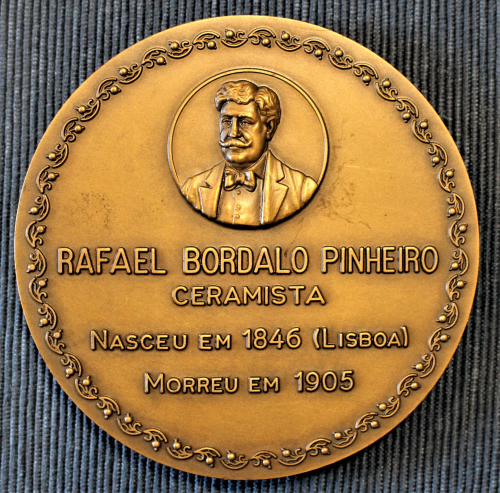 RAFAEL BORDALO PINHEIRO
CERAMISTA
NASCEU EM 1846 (LISBOA)
MORREU EM 1905